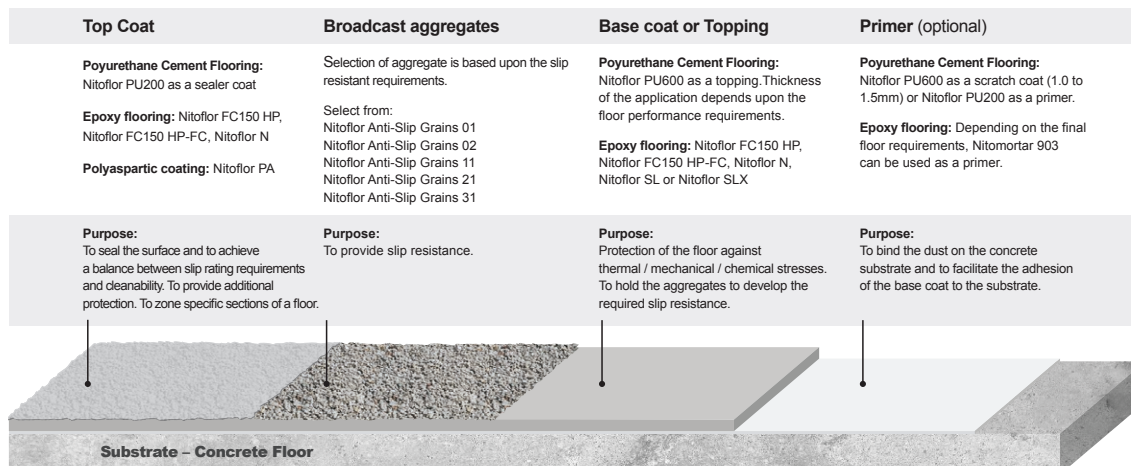 Top Coat
Broadcast aggregates
Base coat or Topping
Primer (optional)
Poyurethane Cement Flooring:
Nitoflor PU200 as a sealer coat
Epoxy flooring: Nitoflor FC150 HP,
Nitoflor FC150 HP-FC, Nitoflor N
Polyaspartic coating: Nitoflor PA
Selection of aggregate is based upon the slip
resistant requirements.
Select from:
Nitoflor Anti-Slip Grains 01
Nitoflor Anti-Slip Grains 02
Nitoflor Anti-Slip Grains 11
Nitoflor Anti-Slip Grains 21
Nitoflor Anti-Slip Grains 31
Poyurethane Cement Flooring:
Nitoflor PU600 as a topping.Thickness
of the application depends upon the
floor performance requirements.
Epoxy flooring: Nitoflor FC150 HP,
Nitoflor FC150 HP-FC, Nitoflor N,
Nitoflor SL or Nitoflor SLX
Poyurethane Cement Flooring:
Nitoflor PU600 as a scratch coat (1.0 to
1.5mm) or Nitoflor PU200 as a primer.
Epoxy flooring: Depending on the final
floor requirements, Nitomortar 903
can be used as a primer.
Purpose:
To seal the surface and to achieve
a balance between slip rating requirements
and cleanability. To provide additional
protection. To zone specific sections of a floor.
Purpose:
To provide slip resistance.
Purpose:
Protection of the floor against
thermal / mechanical / chemical stresses.
To hold the aggregates to develop the
required slip resistance.
Purpose:
To bind the dust on the concrete
substrate and to facilitate the adhesion
of the base coat to the substrate.
Substrate – Concrete Floor